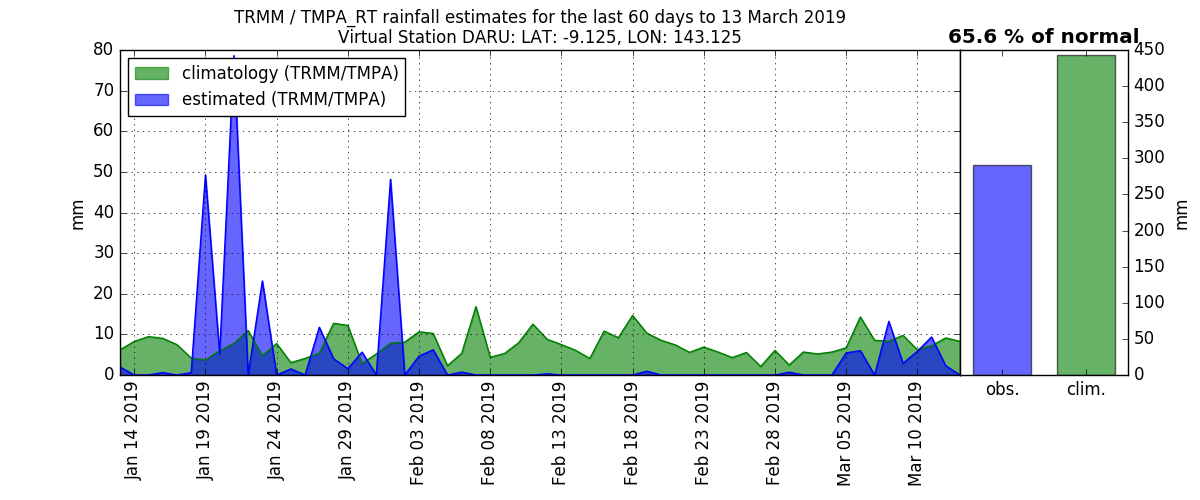 TRMM / TMPA_RT rainfall estimates for the last 60 days to 13 March 2019
Virtual Station DARU: LAT: -9.125, LON: 143.125
65.6 % of normal
climatology (TRMM/TMPA)
estimated (TRMM/TMPA)
mm
80
70
60
50
40
30
20
10
0
Jan 14 2019
Jan 19 2019
Jan 24 2019
Jan 29 2019
Feb 03 2019
Feb 08 2019
Feb 13 2019
Feb 18 2019
Feb 23 2019
Feb 28 2019
Mar 05 2019
Mar 10 2019
obs.
clim.
450
400
350
300
250
200
150
100
50
0
mm